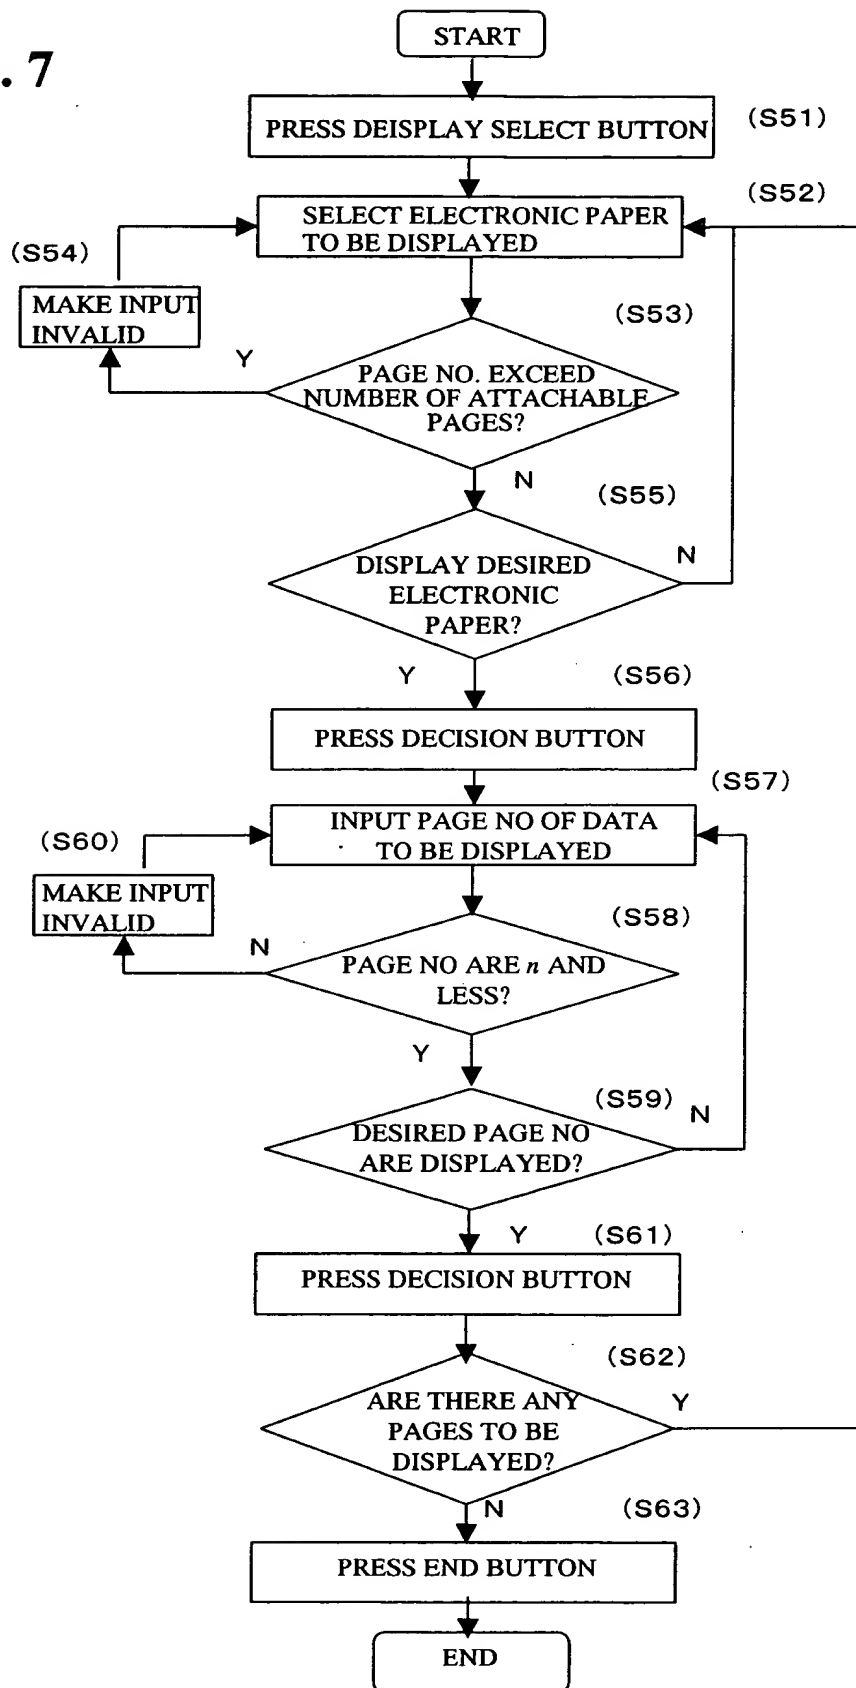 . 7
START
PRESS DEISPLAY SELECT BUTTON
(S51)
(S52)
SELECT ELECTRONIC PAPER
TO BE DISPLAYED
(S54)
MAKE INPUT
INVALID
(S53)
Y
PAGE NO. EXCEED
NUMBER OF ATTACHABLE
PAGES?
N
(S55)
DISPLAY DESIRED
ELECTRONIC
PAPER?
N
Y
(S56)
PRESS DECISION BUTTON
(S57)
INPUT PAGE NO OF DATA
TO BE DISPLAYED
(S60)
MAKE INPUT
INVALID
(S58)
N
PAGE NO ARE n AND
LESS?
Y
(S59)
N
DESIRED PAGE NO
ARE DISPLAYED?
Y
(S61)
PRESS DECISION BUTTON
(S62)
ARE THERE ANY
PAGES TO BE
DISPLAYED?
Y
N
(S63)
PRESS END BUTTON
END